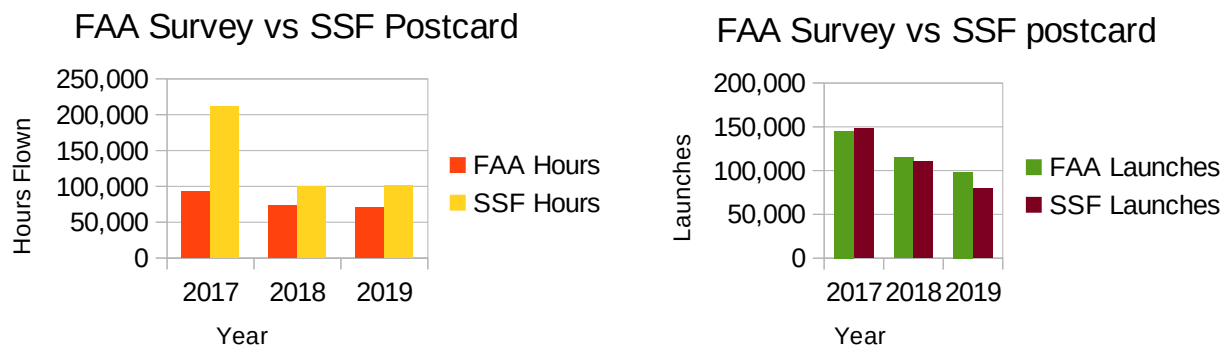 FAA Survey vs SSF Postcard
250,000
200,000
150,000
100,000
50,000
0
Hours Flown
2017 2018 2019
Year
FAA Hours
SSF Hours
FAA Survey vs SSF postcard
200,000
150,000
100,000
50,000
0
Launches
2017 2018 2019
Year
FAA Launches
SSF Launches